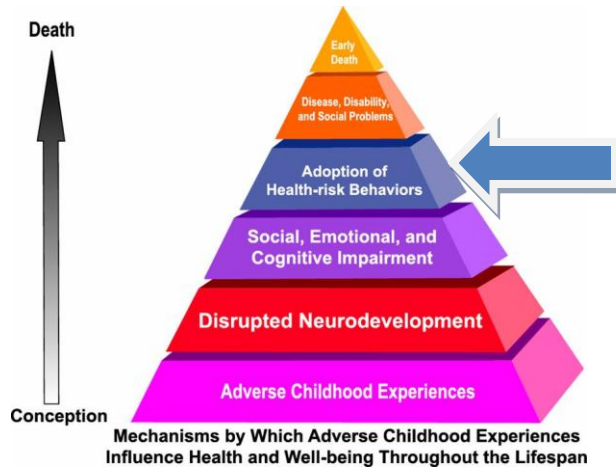 Death
Early
Death
Disease, Disability,
and Social Problems
Adoption of
Health-risk Behaviors
Social, Emotional, and
Cognitive Impairment
Disrupted Neurodevelopment
Adverse Childhood Experiences
Conception
Mechanisms by Which Adverse Childhood Experiences
Influence Health and Well-being Throughout the Lifespan